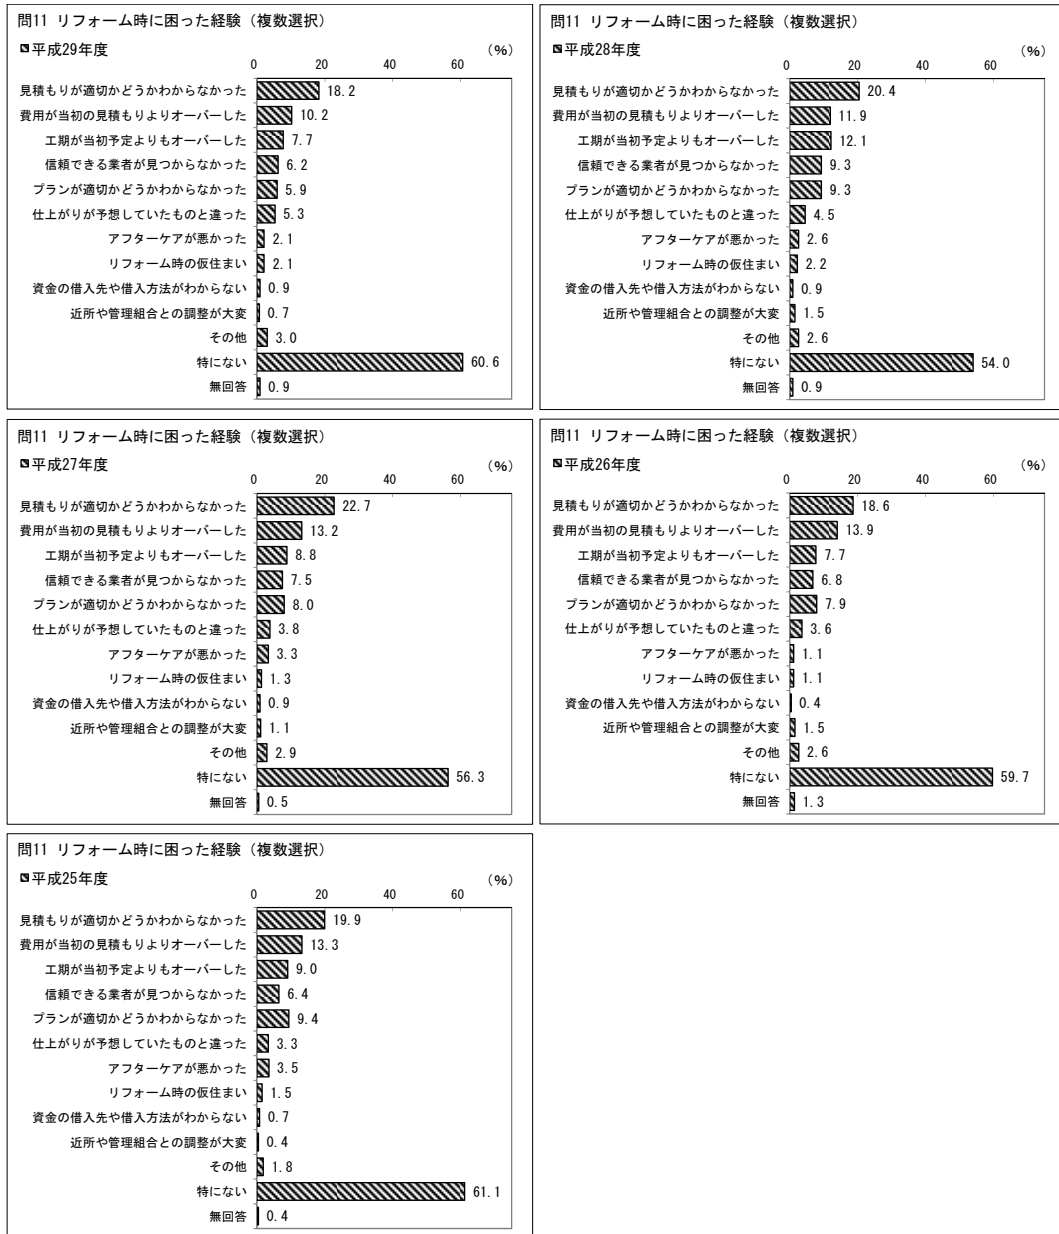 問11 リフォーム時に困った経験（複数選択）
平成29年度
(%)
0 20 40 60
見積もりが適切かどうかわからなかった 18.2
費用が当初の見積もりよりオーバーした 10.2
工期が当初予定よりもオーバーした 7.7
信頼できる業者が見つからなかった 6.2
プランが適切かどうかわからなかった 5.9
仕上がりが予想していたものと違った 5.3
アフターケアが悪かった 2.1
リフォーム時の仮住まい 2.1
資金の借入先や借入方法がわからない 0.9
近所や管理組合との調整が大変 0.7
その他 3.0
特にない 60.6
無回答 0.9
問11 リフォーム時に困った経験（複数選択）
平成28年度
(%)
0 20 40 60
見積もりが適切かどうかわからなかった 20.4
費用が当初の見積もりよりオーバーした 11.9
工期が当初予定よりもオーバーした 12.1
信頼できる業者が見つからなかった 9.3
プランが適切かどうかわからなかった 9.3
仕上がりが予想していたものと違った 4.5
アフターケアが悪かった 2.6
リフォーム時の仮住まい 2.2
資金の借入先や借入方法がわからない 0.9
近所や管理組合との調整が大変 1.5
その他 2.6
特にない 54.0
無回答 0.9
問11 リフォーム時に困った経験（複数選択）
平成27年度
(%)
0 20 40 60
見積もりが適切かどうかわからなかった 22.7
費用が当初の見積もりよりオーバーした 13.2
工期が当初予定よりもオーバーした 8.8
信頼できる業者が見つからなかった 7.5
プランが適切かどうかわからなかった 8.0
仕上がりが予想していたものと違った 3.8
アフターケアが悪かった 3.3
リフォーム時の仮住まい 1.3
資金の借入先や借入方法がわからない 0.9
近所や管理組合との調整が大変 1.1
その他 2.9
特にない 56.3
無回答 0.5
問11 リフォーム時に困った経験（複数選択）
平成26年度
(%)
0 20 40 60
見積もりが適切かどうかわからなかった 18.6
費用が当初の見積もりよりオーバーした 13.9
工期が当初予定よりもオーバーした 7.7
信頼できる業者が見つからなかった 6.8
プランが適切かどうかわからなかった 7.9
仕上がりが予想していたものと違った 3.6
アフターケアが悪かった 1.1
リフォーム時の仮住まい 1.1
資金の借入先や借入方法がわからない 0.4
近所や管理組合との調整が大変 1.5
その他 2.6
特にない 59.7
無回答 1.3
問11 リフォーム時に困った経験（複数選択）
平成25年度
(%)
0 20 40 60
見積もりが適切かどうかわからなかった 19.9
費用が当初の見積もりよりオーバーした 13.3
工期が当初予定よりもオーバーした 9.0
信頼できる業者が見つからなかった 6.4
プランが適切かどうかわからなかった 9.4
仕上がりが予想していたものと違った 3.3
アフターケアが悪かった 3.5
リフォーム時の仮住まい 1.5
資金の借入先や借入方法がわからない 0.7
近所や管理組合との調整が大変 0.4
その他 1.8
特にない 61.1
無回答 0.4